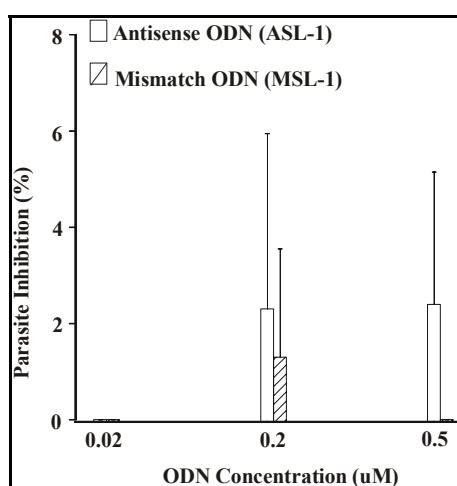 8
Antisense ODN (ASL-1)
Mismatch ODN (MSL-1)
6
4
2
0
Parasite Inhibition (%)
0.02
0.2
0.5
ODN Concentration (uM)